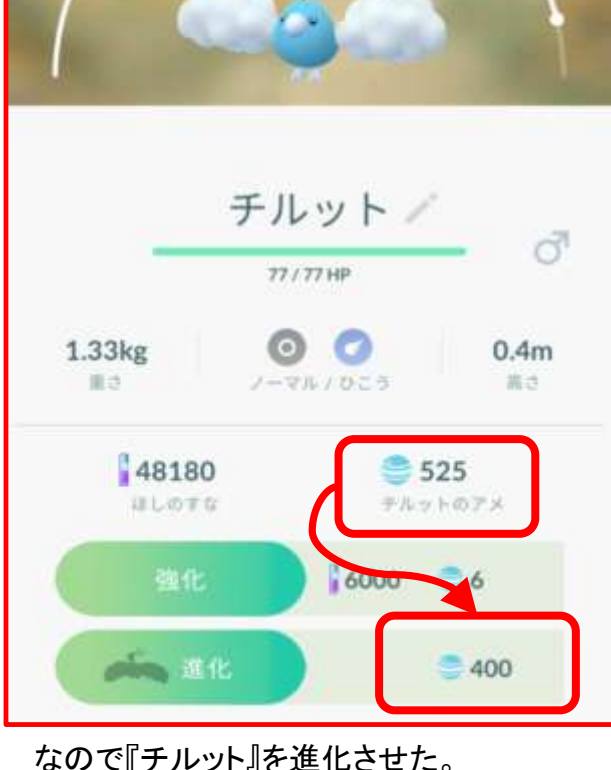 チルット
77 / 77 HP
1.33kg
重さ
ノーマル / ひこう
0.4m
高さ
48180
ほしのすな
525
チルットのアメ
強化
6000
6
進化
400
なので『チルット』を進化させた。